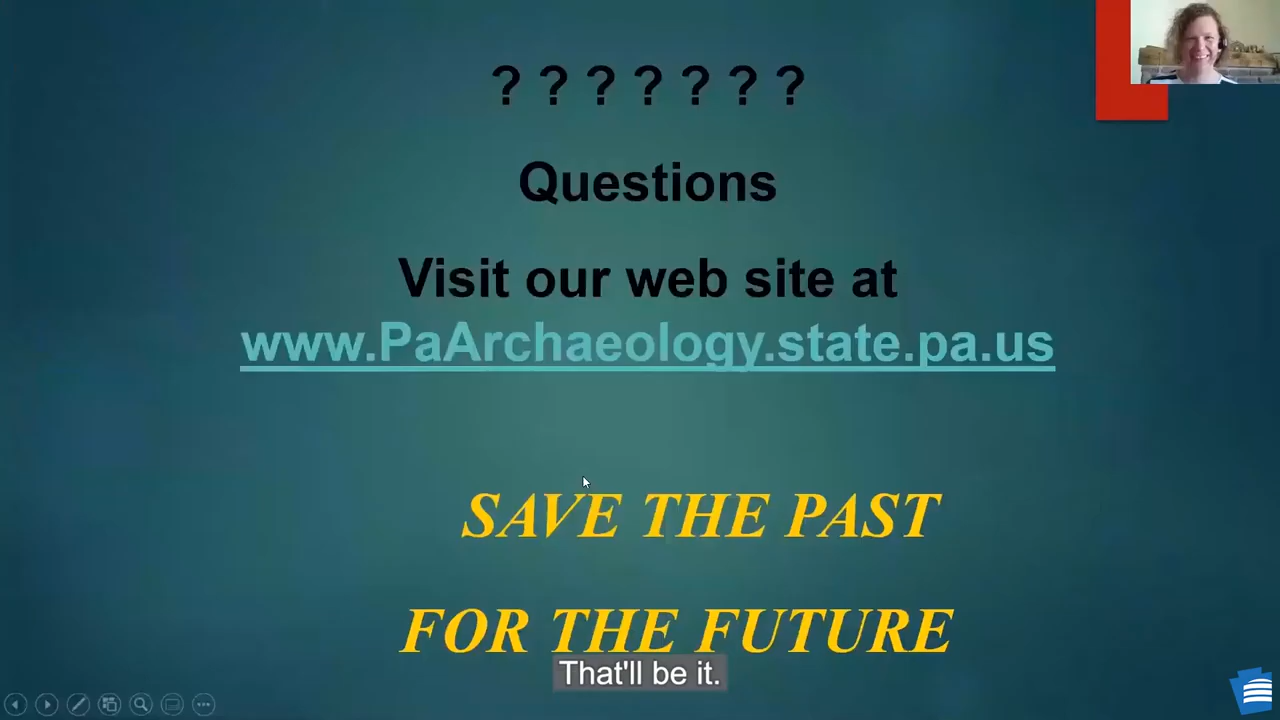 ? ? ? ? ? ? ?
Questions
Visit our web site at
www.PaArchaeology.state.pa.us
SAVE THE PAST
FOR THE FUTURE
That'll be it.